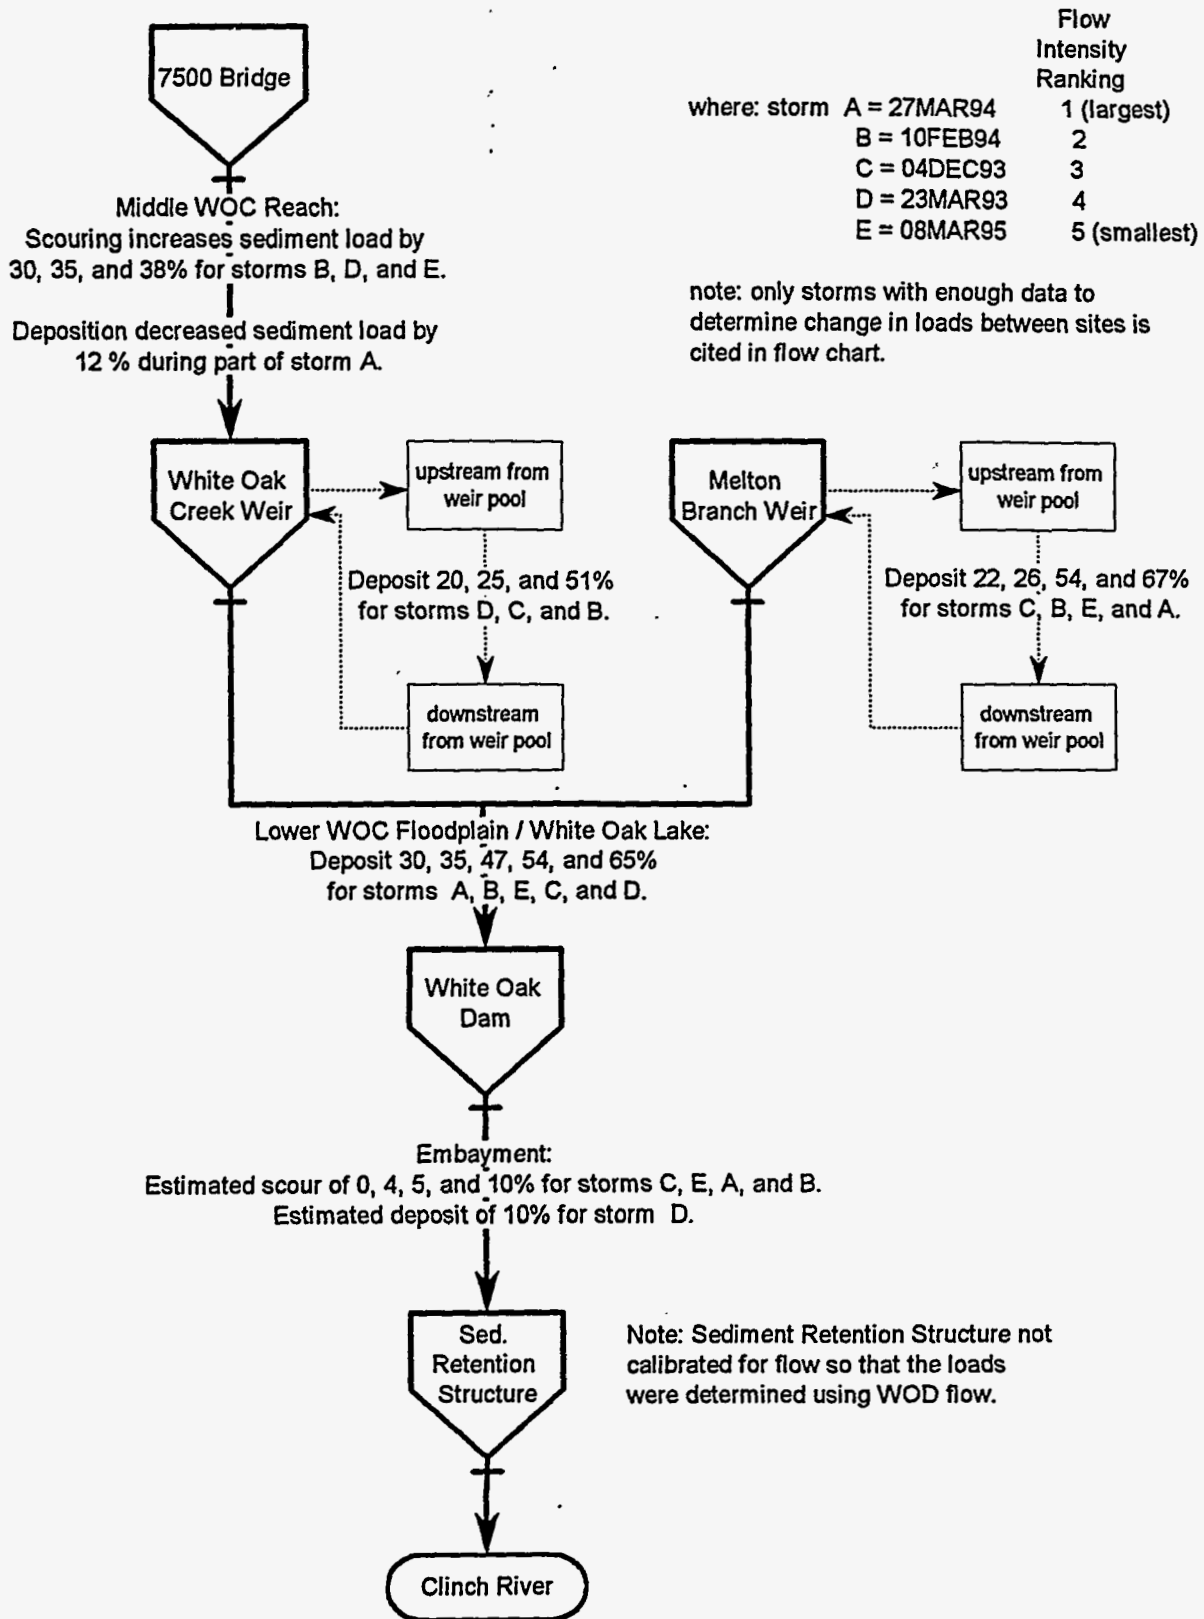 7500 Bridge
Flow
Intensity
Ranking
where: storm A = 27MAR94 1 (largest)
B = 10FEB94 2
C = 04DEC93 3
D = 23MAR93 4
E = 08MAR95 5 (smallest)
note: only storms with enough data to
determine change in loads between sites is
cited in flow chart.
Middle WOC Reach:
Scouring increases sediment load by
30, 35, and 38% for storms B, D, and E.
Deposition decreased sediment load by
12 % during part of storm A.
White Oak
Creek Weir
upstream from
weir pool
Deposit 20, 25, and 51%
for storms D, C, and B.
downstream
from weir pool
Melton
Branch Weir
upstream from
weir pool
Deposit 22, 26, 54, and 67%
for storms C, B, E, and A.
downstream
from weir pool
Lower WOC Floodplain / White Oak Lake:
Deposit 30, 35, 47, 54, and 65%
for storms A, B, E, C, and D.
White Oak
Dam
Embayment:
Estimated scour of 0, 4, 5, and 10% for storms C, E, A, and B.
Estimated deposit of 10% for storm D.
Sed.
Retention
Structure
Note: Sediment Retention Structure not
calibrated for flow so that the loads
were determined using WOD flow.
Clinch River